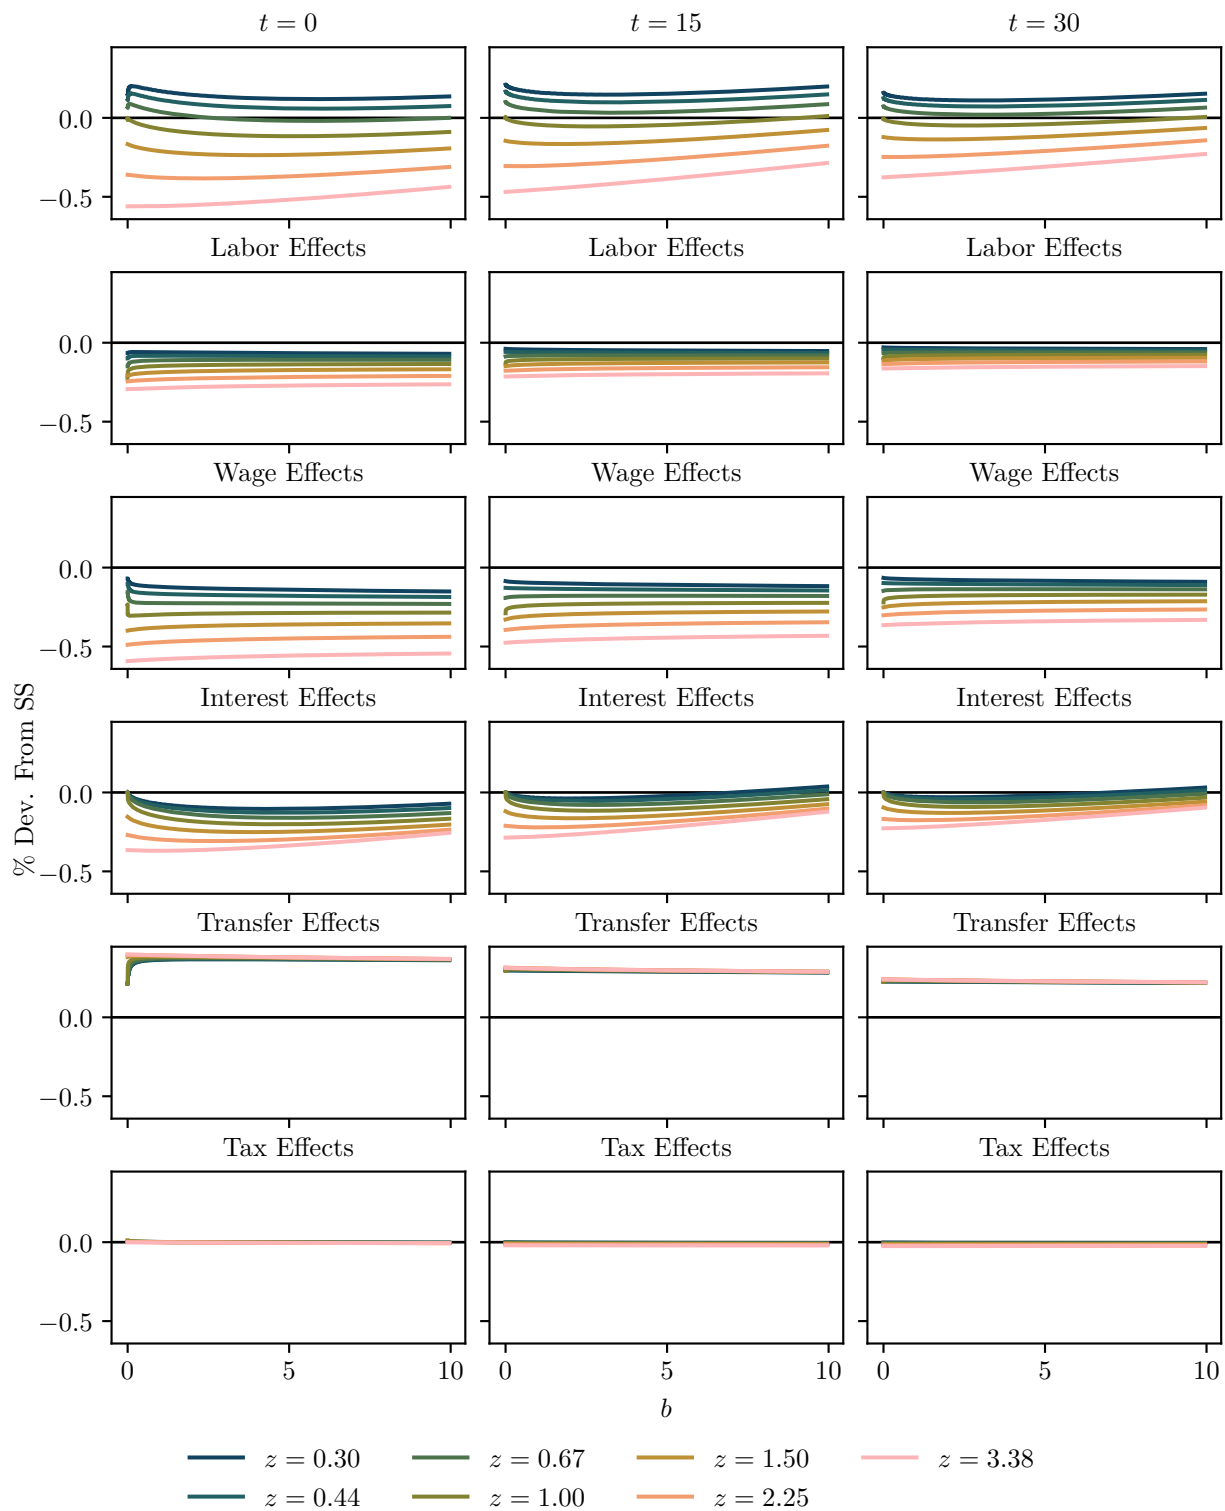 t = 0 t = 15 t = 30
0.0
−0.5
Labor Effects Labor Effects Labor Effects
0.0
−0.5
Wage Effects Wage Effects Wage Effects
0.0
−0.5
Interest Effects Interest Effects Interest Effects
% Dev. From SS
0.0
−0.5
Transfer Effects Transfer Effects Transfer Effects
0.0
−0.5
Tax Effects Tax Effects Tax Effects
0.0
−0.5
0 5 10 0 5 10 0 5 10
b
z = 0.30 z = 0.67 z = 1.50 z = 3.38
z = 0.44 z = 1.00 z = 2.25